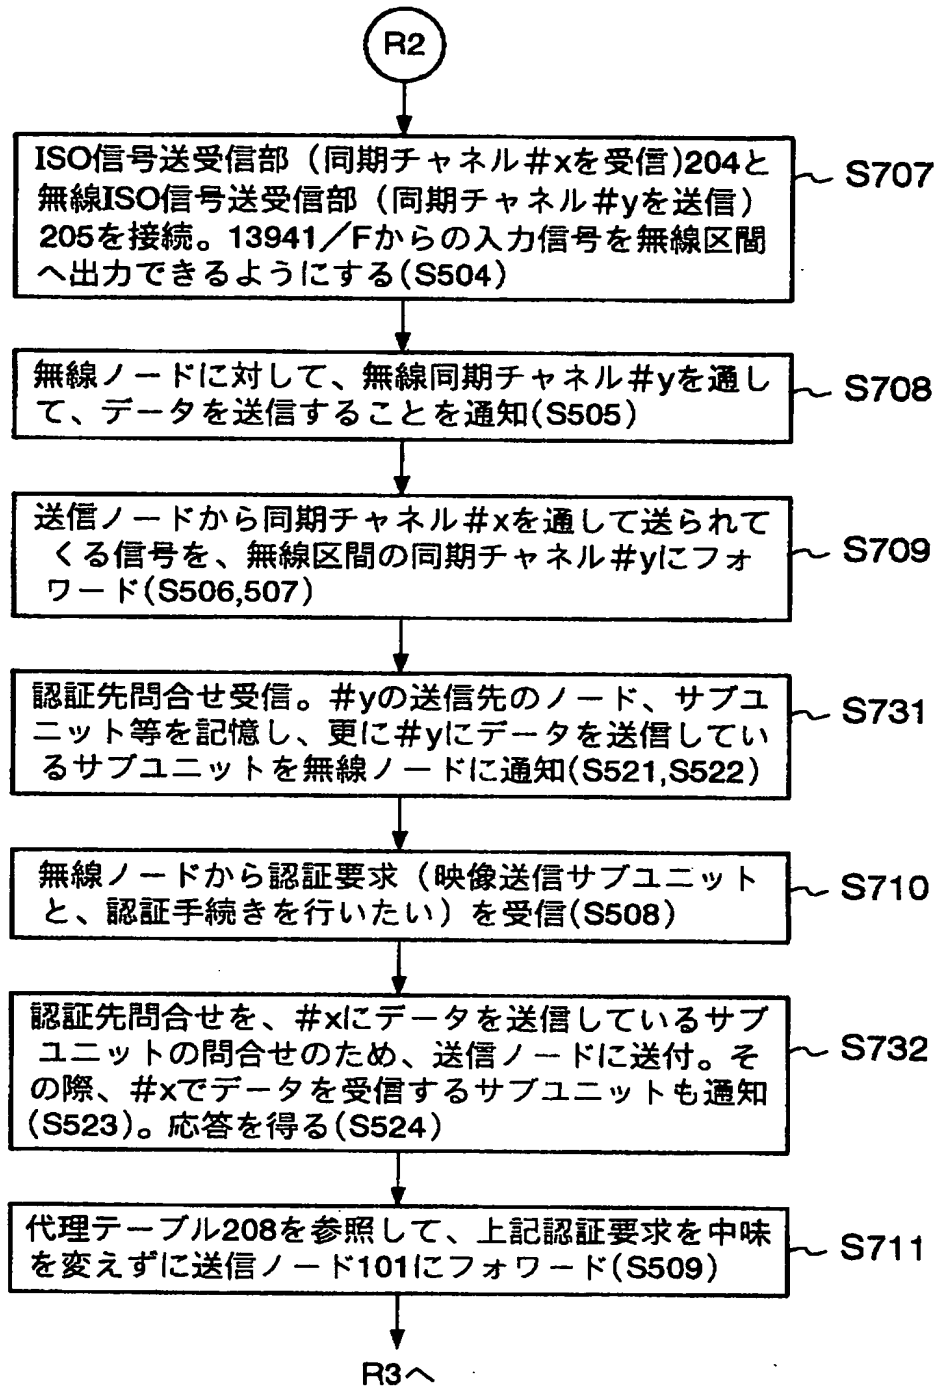 R2
ISO信号送受信部（同期チャネル#xを受信)204と
無線ISO信号送受信部（同期チャネル#yを送信）
205を接続。13941／Fからの入力信号を無線区間
へ出力できるようにする(S504)
S707
無線ノードに対して、無線同期チャネル#yを通し
て、データを送信することを通知(S505)
S708
送信ノードから同期チャネル#xを通して送られて
くる信号を、無線区間の同期チャネル#yにフォ
ワード(S506,507)
S709
認証先問合せ受信。#yの送信先のノード、サブユ
ニット等を記憶し、更に#yにデータを送信してい
るサブユニットを無線ノードに通知(S521,S522)
S731
無線ノードから認証要求（映像送信サブユニット
と、認証手続きを行いたい）を受信(S508)
S710
認証先問合せを、#xにデータを送信しているサブ
ユニットの問合せのため、送信ノードに送付。そ
の際、#xでデータを受信するサブユニットも通知
(S523)。応答を得る(S524)
S732
代理テーブル208を参照して、上記認証要求を中味
を変えずに送信ノード101にフォワード(S509)
S711
R3へ